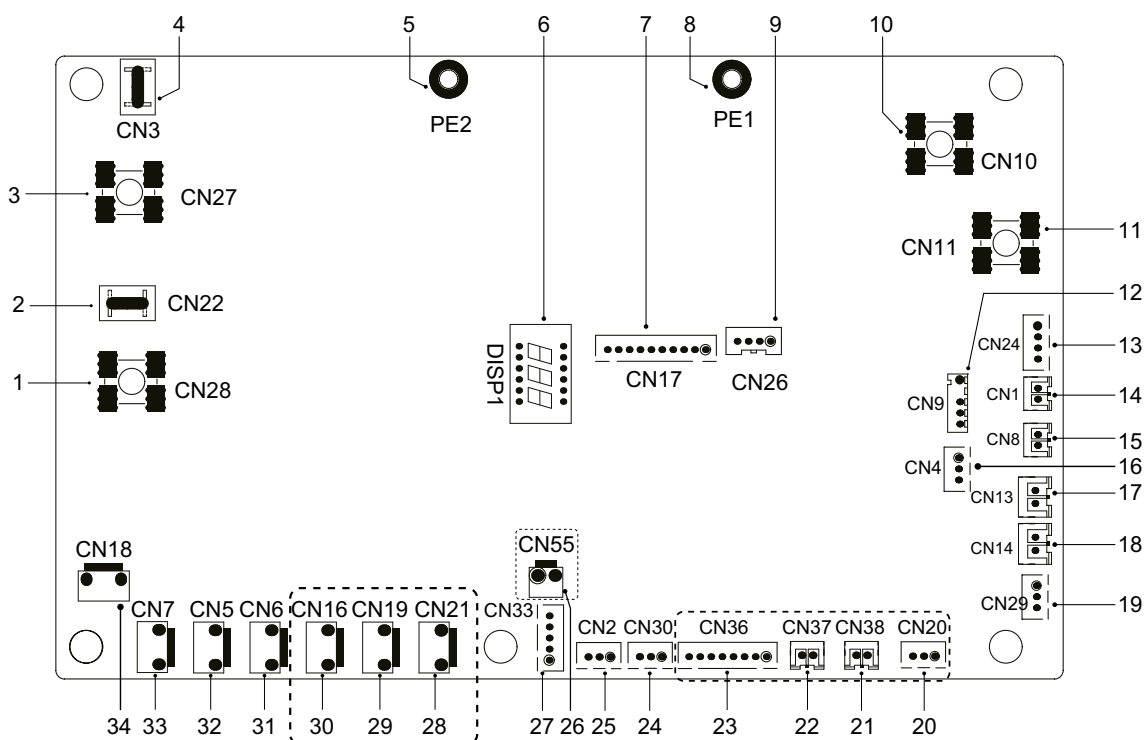 4 5 6 7 8 9 10
CN3
PE2
PE1
CN10
3
CN27
11
CN11
2
CN22
12
DISP1
CN17
CN26
CN24
13
1
CN28
CN9
CN1
14
CN8
15
CN4
16
CN13
17
CN18
CN55
CN14
18
CN7 CN5 CN6 CN16 CN19 CN21 CN33 CN2 CN30 CN36 CN37 CN38 CN20
CN29
19
34 33 32 31 30 29 28 27 26 25 24 23 22 21 20